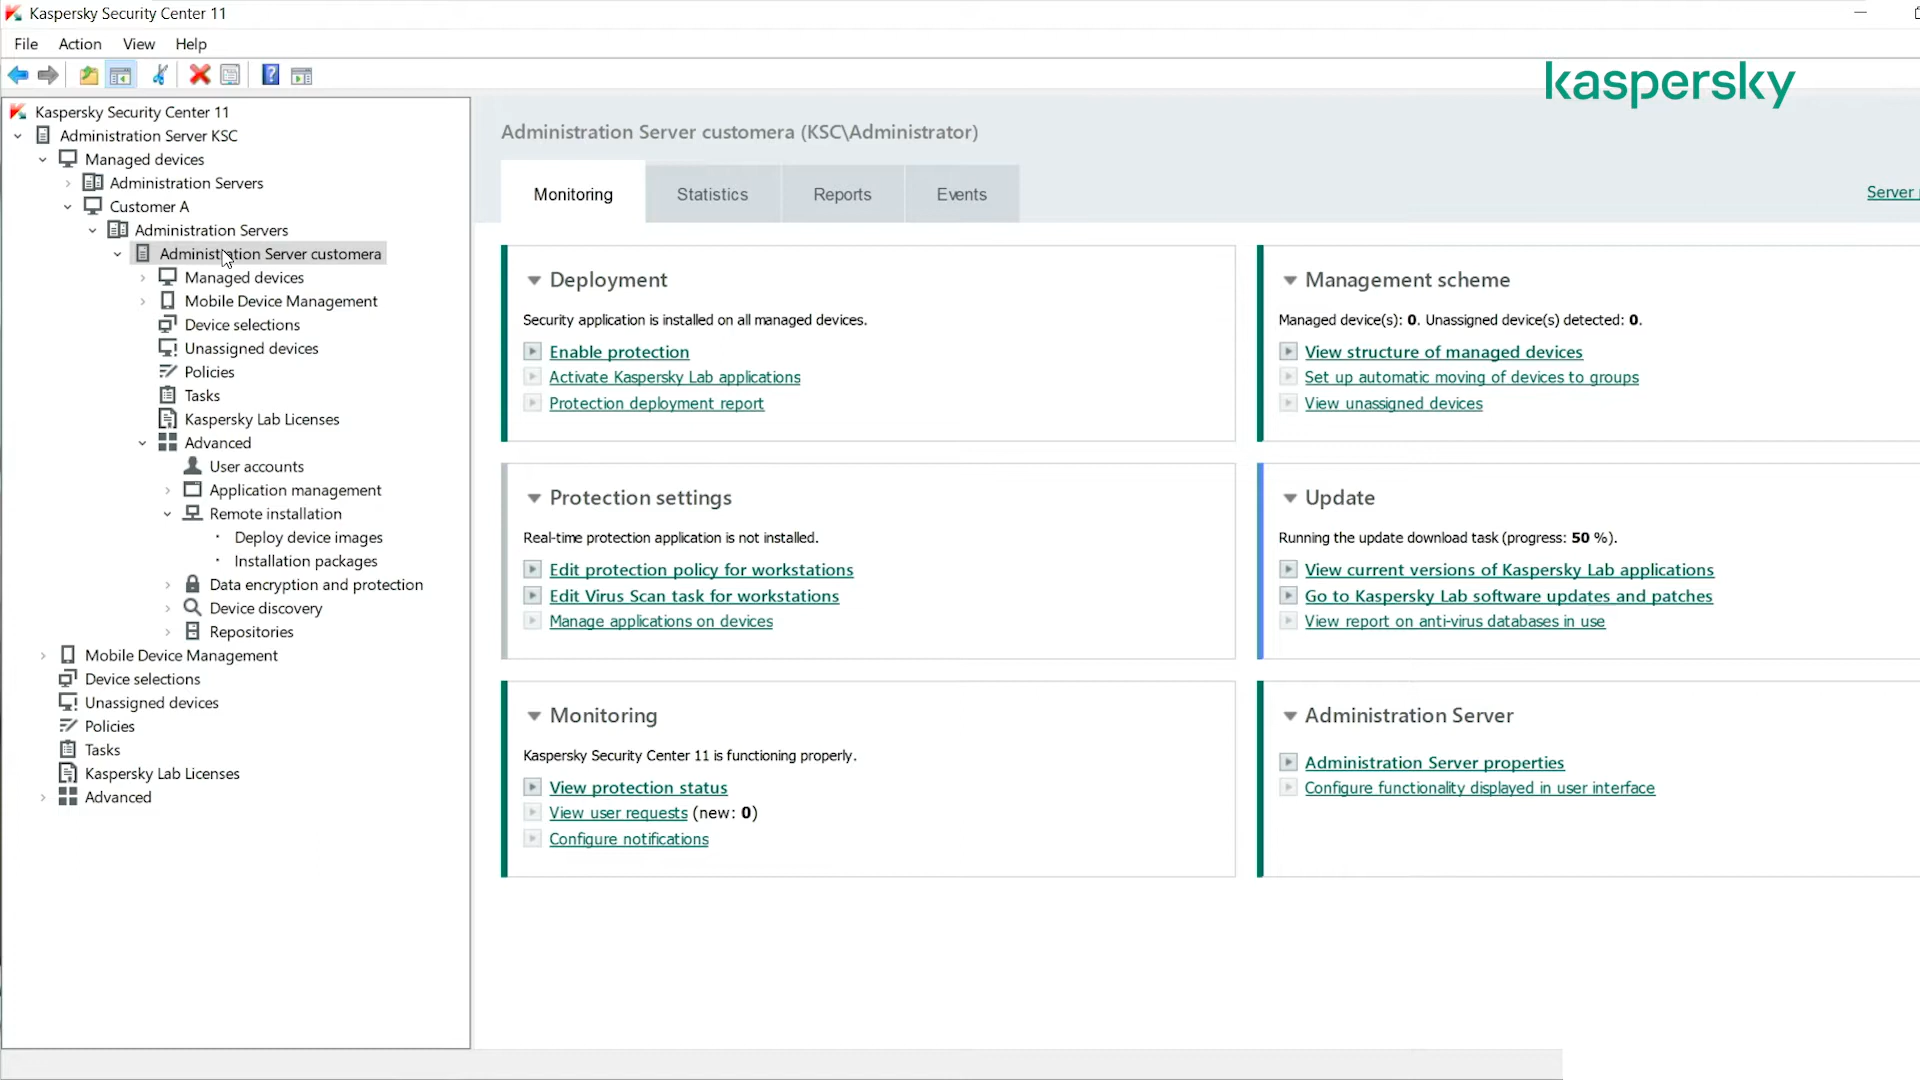 Kaspersky Security Center 11
File Action View Help
kaspersky
Kaspersky Security Center 11
Administration Server KSC
Managed devices
Administration Servers
Customer A
Administration Servers
Administration Server customera
Managed devices
Mobile Device Management
Device selections
Unassigned devices
Policies
Tasks
Kaspersky Lab Licenses
Advanced
User accounts
Application management
Remote installation
Deploy device images
Installation packages
Data encryption and protection
Device discovery
Repositories
Mobile Device Management
Device selections
Unassigned devices
Policies
Tasks
Kaspersky Lab Licenses
Advanced
Administration Server customera (KSC\Administrator)
Monitoring Statistics Reports Events
Server
Deployment
Security application is installed on all managed devices.
Enable protection
Activate Kaspersky Lab applications
Protection deployment report
Management scheme
Managed device(s): 0. Unassigned device(s) detected: 0.
View structure of managed devices
Set up automatic moving of devices to groups
View unassigned devices
Protection settings
Real-time protection application is not installed.
Edit protection policy for workstations
Edit Virus Scan task for workstations
Manage applications on devices
Update
Running the update download task (progress: 50 %).
View current versions of Kaspersky Lab applications
Go to Kaspersky Lab software updates and patches
View report on anti-virus databases in use
Monitoring
Kaspersky Security Center 11 is functioning properly.
View protection status
View user requests (new: 0)
Configure notifications
Administration Server
Administration Server properties
Configure functionality displayed in user interface